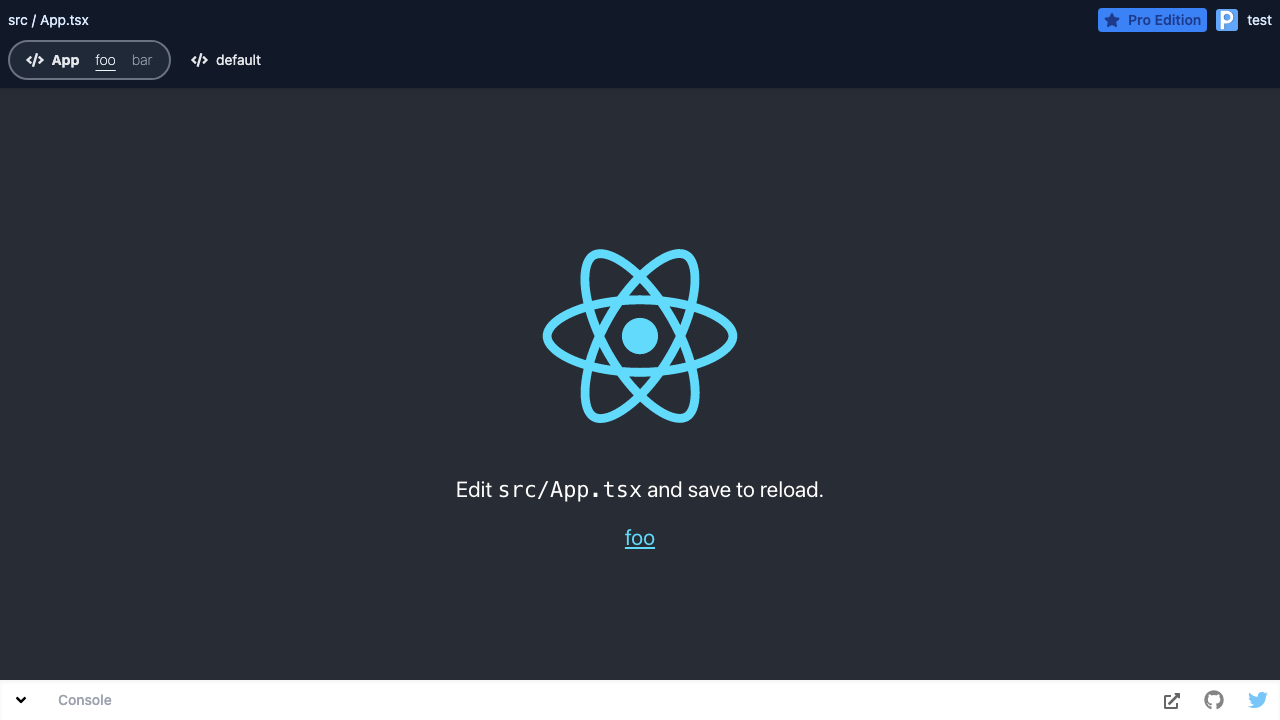 src / App.tsx
Pro Edition
P
test
App foo bar
default
Edit src/App.tsx and save to reload.
foo
Console